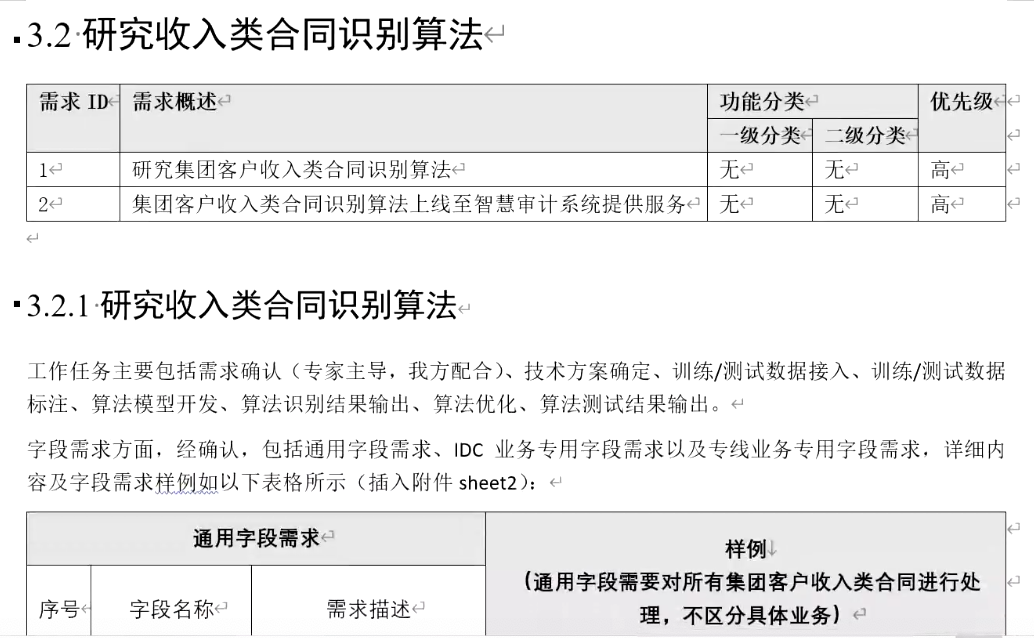 3.2 研究收入类合同识别算法
需求 ID 需求概述 功能分类 优先级
一级分类 二级分类
1 研究集团客户收入类合同识别算法 无 无 高
2 集团客户收入类合同识别算法上线至智慧审计系统提供服务 无 无 高
3.2.1 研究收入类合同识别算法
工作任务主要包括需求确认（专家主导，我方配合）、技术方案确定、训练/测试数据接入、训练/测试数据
标注、算法模型开发、算法识别结果输出、算法优化、算法测试结果输出。
字段需求方面，经确认，包括通用字段需求、IDC 业务专用字段需求以及专线业务专用字段需求，详细内
容及字段需求样例如以下表格所示（插入附件 sheet2）：
通用字段需求
样例
（通用字段需要对所有集团客户收入类合同进行处
理，不区分具体业务）
序号 字段名称 需求描述